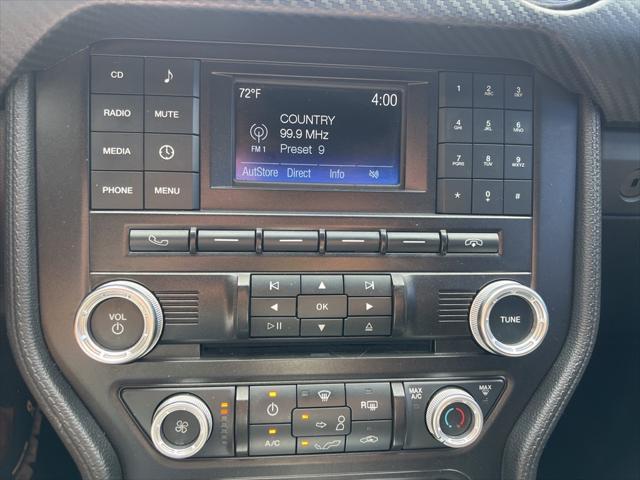 CD
RADIO MUTE
MEDIA
PHONE MENU
72°F 4:00
COUNTRY
99.9 MHz
FM 1 Preset 9
AutoStore Direct Info
1 2 ABC 3 DEF
4 GHI 5 JKL 6 MNO
7 PQRS 8 TUV 9 WXYZ
* 0 + #
VOL
OK
TUNE
R
A/C
MAX A/C
MAX